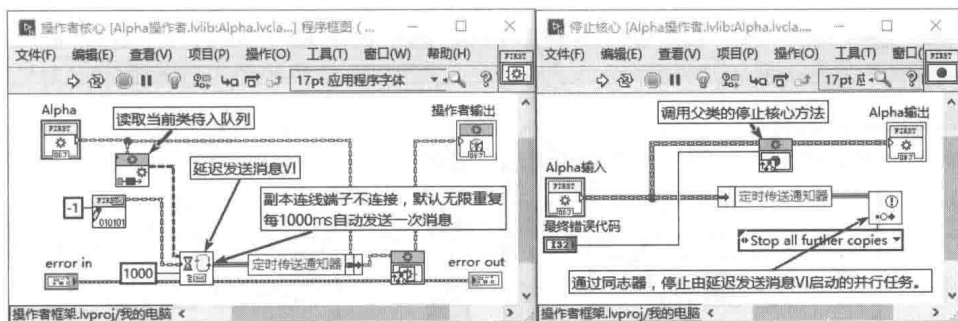 操作者核心 [Alpha操作者.lvlib:Alpha.lvcla...] 程序框图 (...
文件(F) 编辑(E) 查看(V) 项目(P) 操作(O) 工具(T) 窗口(W) 帮助(H)
17pt 应用程序字体
FIRST
Alpha
FIRST
读取当前类待入队列
操作者输出
延迟发送消息VI
副本连线端子不连接，默认无限重复
每1000ms自动发送一次消息
-1
FIRST
010101
error in
1000
定时传送通知器
error out
操作者框架.lvproj/我的电脑
停止核心 [Alpha操作者.lvlib:Alpha.lvcla....
文件(F) 编辑(E) 查看(V) 项目(P) 操作(O) 工具(T) 窗口(
17pt 应
FIRST
调用父类的停止核心方法
Alpha输出
FIRST
Alpha输入
FIRST
定时传送通知器
最终错误代码
I32
Stop all further copies
通过同志器，停止由延迟发送消息VI启动的并行任务。
操作者框架.lvproj/我的电脑